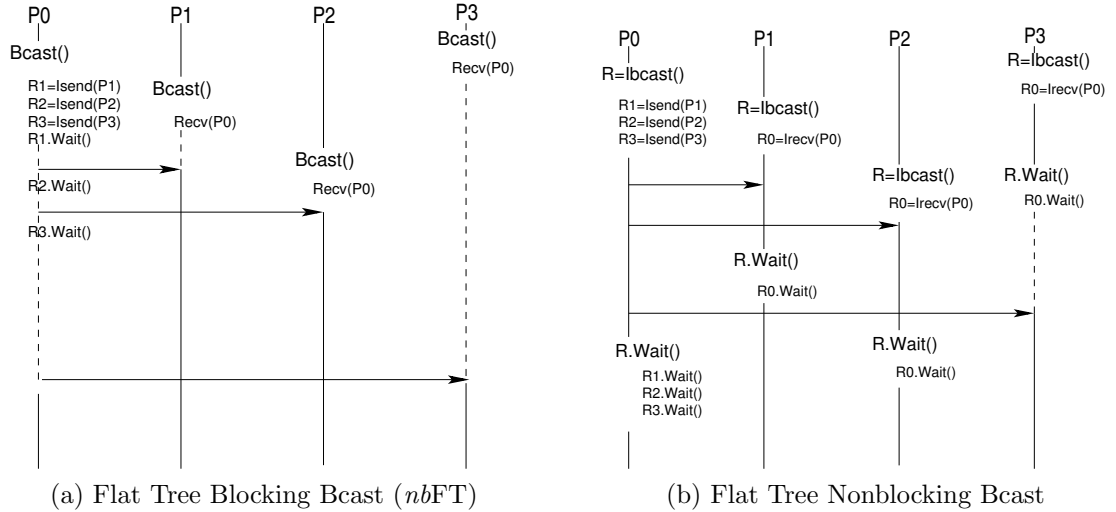 P0 P1 P2 P3
Bcast()
Bcast()
Recv(P0)
R1=Isend(P1)
R2=Isend(P2)
R3=Isend(P3)
R1.Wait()
Bcast()
Recv(P0)
Bcast()
Recv(P0)
R2.Wait()
R3.Wait()
(a) Flat Tree Blocking Bcast (nbFT)
P0 P1 P2 P3
R=Ibcast()
R=Ibcast()
R0=Irecv(P0)
R1=Isend(P1)
R2=Isend(P2)
R3=Isend(P3)
R=Ibcast()
R0=Irecv(P0)
R=Ibcast()
R0=Irecv(P0)
R.Wait()
R0.Wait()
R.Wait()
R0.Wait()
R.Wait()
R1.Wait()
R2.Wait()
R3.Wait()
R.Wait()
R0.Wait()
(b) Flat Tree Nonblocking Bcast